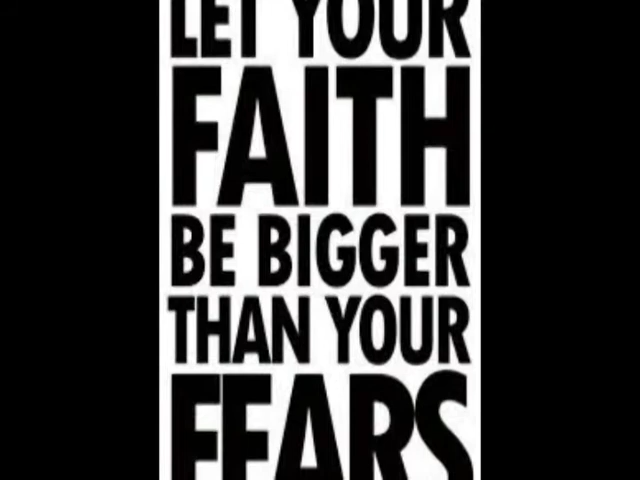 LET YOUR
FAITH
BE BIGGER
THAN YOUR
FEARS